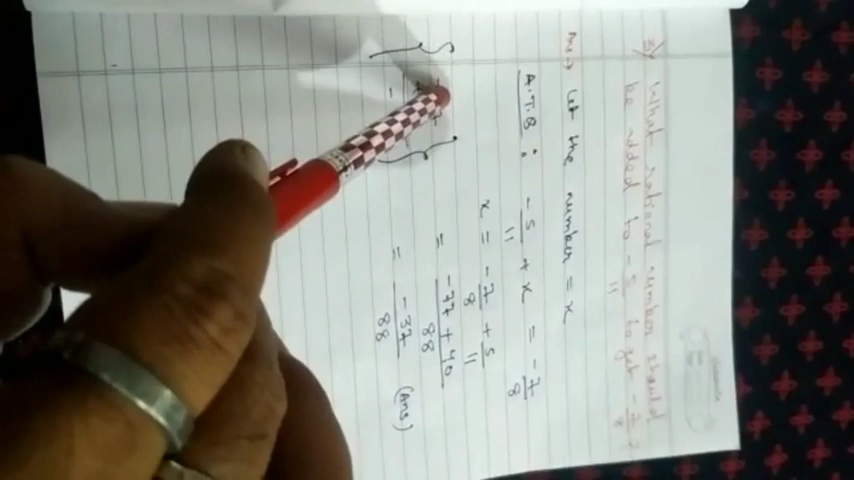 3) What rational number should
be added to -5/11 to get -7/8 ?
Ans → Let the number = x
A.T.Q : -5/11 + x = -7/8
x = -7/8 + 5/11
= -77 + 40/88
= -37/88 (Ans)